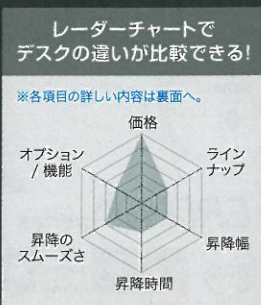 レーダーチャートで
デスクの違いが比較できる!
※各項目の詳しい内容は裏面へ。
価格
オプション
/ 機能
ライン
ナップ
昇降の
スムーズさ
昇降幅
昇降時間